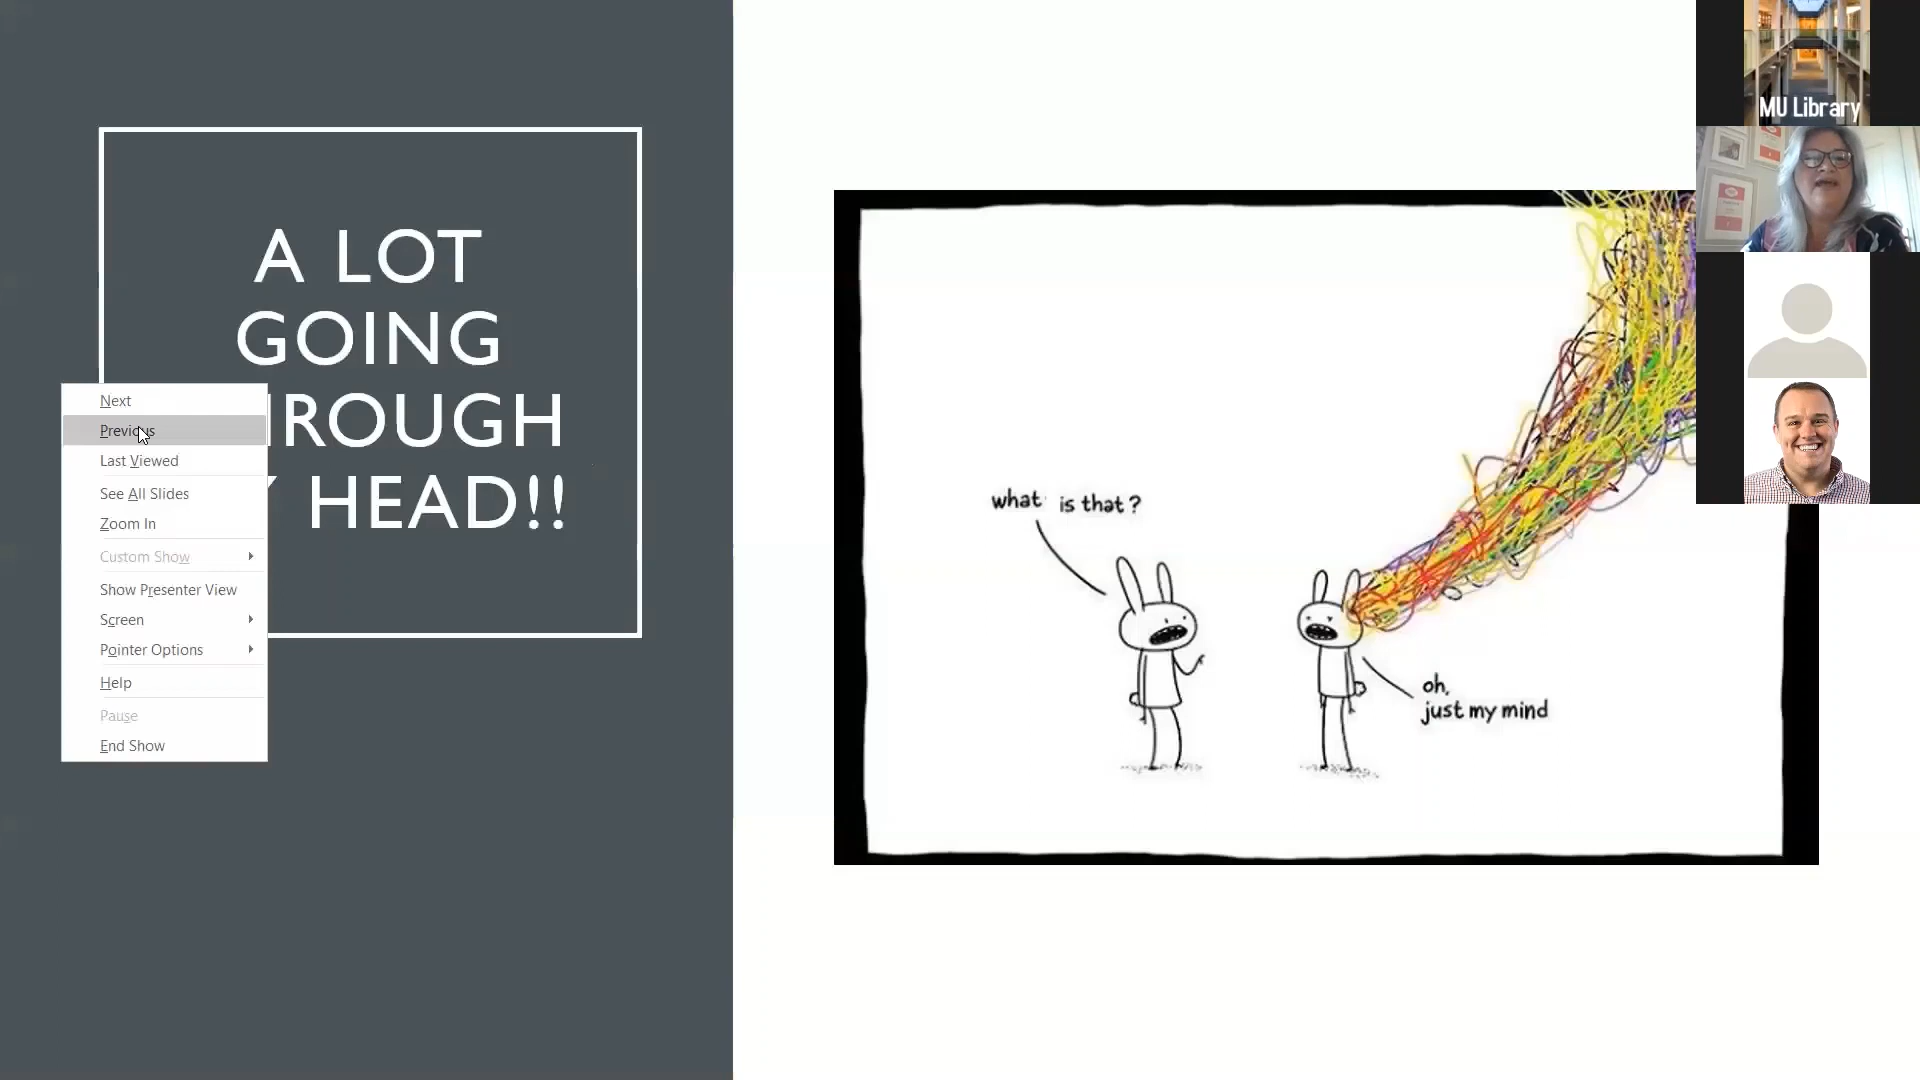 A LOT
GOING
HROUGH
HEAD!!
Next
Previous
Last Viewed
See All Slides
Zoom In
Custom Show
Show Presenter View
Screen
Pointer Options
Help
Pause
End Show
what is that?
oh,
just my mind
MU Library